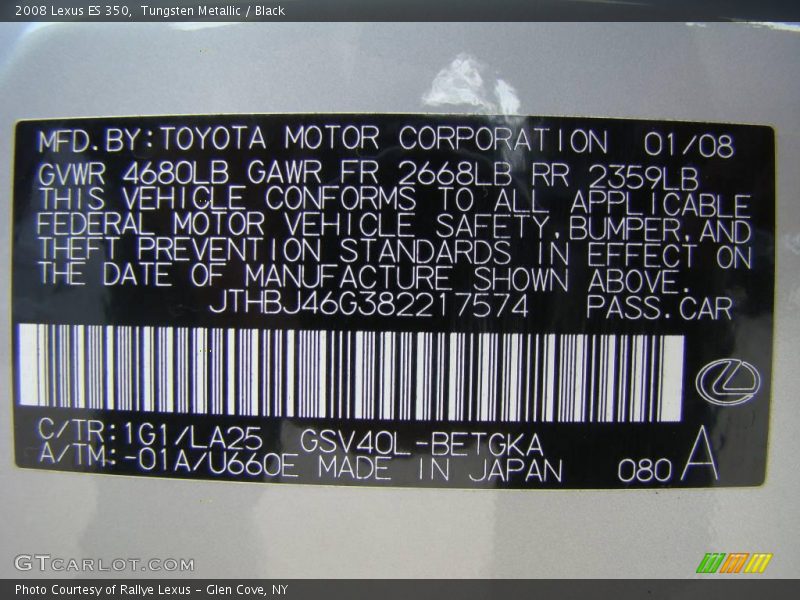 2008 Lexus ES 350,  Tungsten Metallic / Black
MFD.BY:TOYOTA MOTOR CORPORATION 01/08
GVWR 4680LB GAWR FR 2668LB RR 2359LB
THIS VEHICLE CONFORMS TO ALL APPLICABLE
FEDERAL MOTOR VEHICLE SAFETY,BUMPER,AND
THEFT PREVENTION STANDARDS IN EFFECT ON
THE DATE OF MANUFACTURE SHOWN ABOVE.
JTHBJ46G382217574 PASS.CAR
C/TR:1G1/LA25 GSV40L-BETGKA
A/TM:-01A/U660E MADE IN JAPAN 080 A
GTCARLOT.COM
Photo Courtesy of Rallye Lexus - Glen Cove, NY